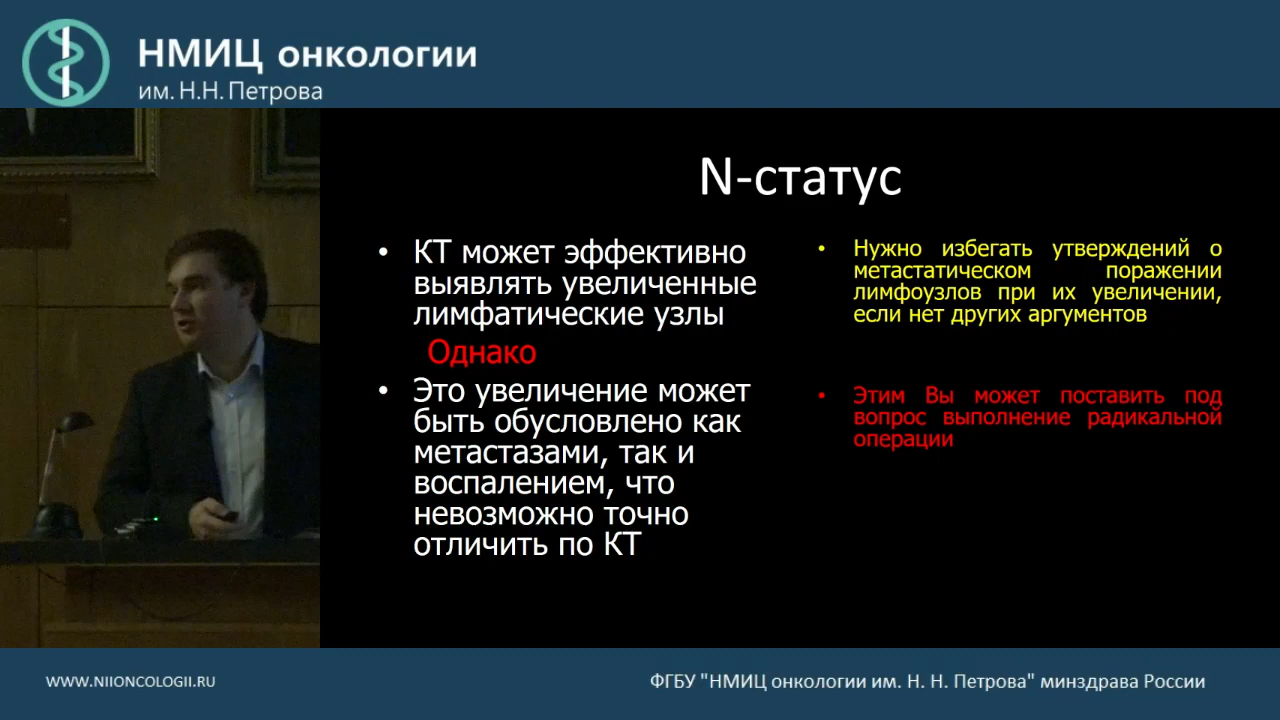 НМИЦ онкологии
им. Н.Н. Петрова
N-статус
• КТ может эффективно
выявлять увеличенные
лимфатические узлы
Однако
• Это увеличение может
быть обусловлено как
метастазами, так и
воспалением, что
невозможно точно
отличить по КТ
• Нужно избегать утверждений о
метастатическом поражении
лимфоузлов при их увеличении,
если нет других аргументов
• Этим Вы может поставить под
вопрос выполнение радикальной
операции
WWW.NIIONCOLOGII.RU
ФГБУ "НМИЦ онкологии им. Н. Н. Петрова" минздрава России